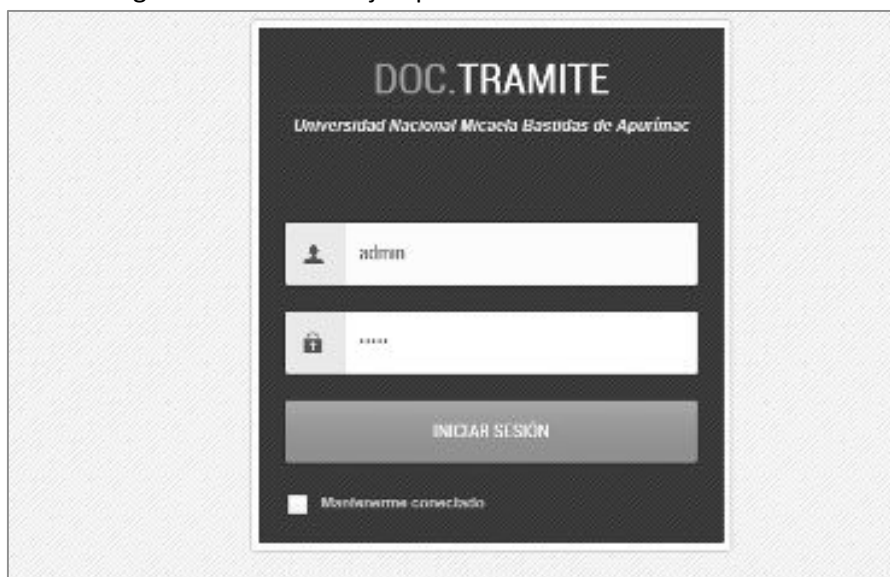 DOC.TRAMITE
Universidad Nacional Micaela Bastidas de Apurímac
admin
•••••
INICIAR SESIÓN
Mantenerme conectado